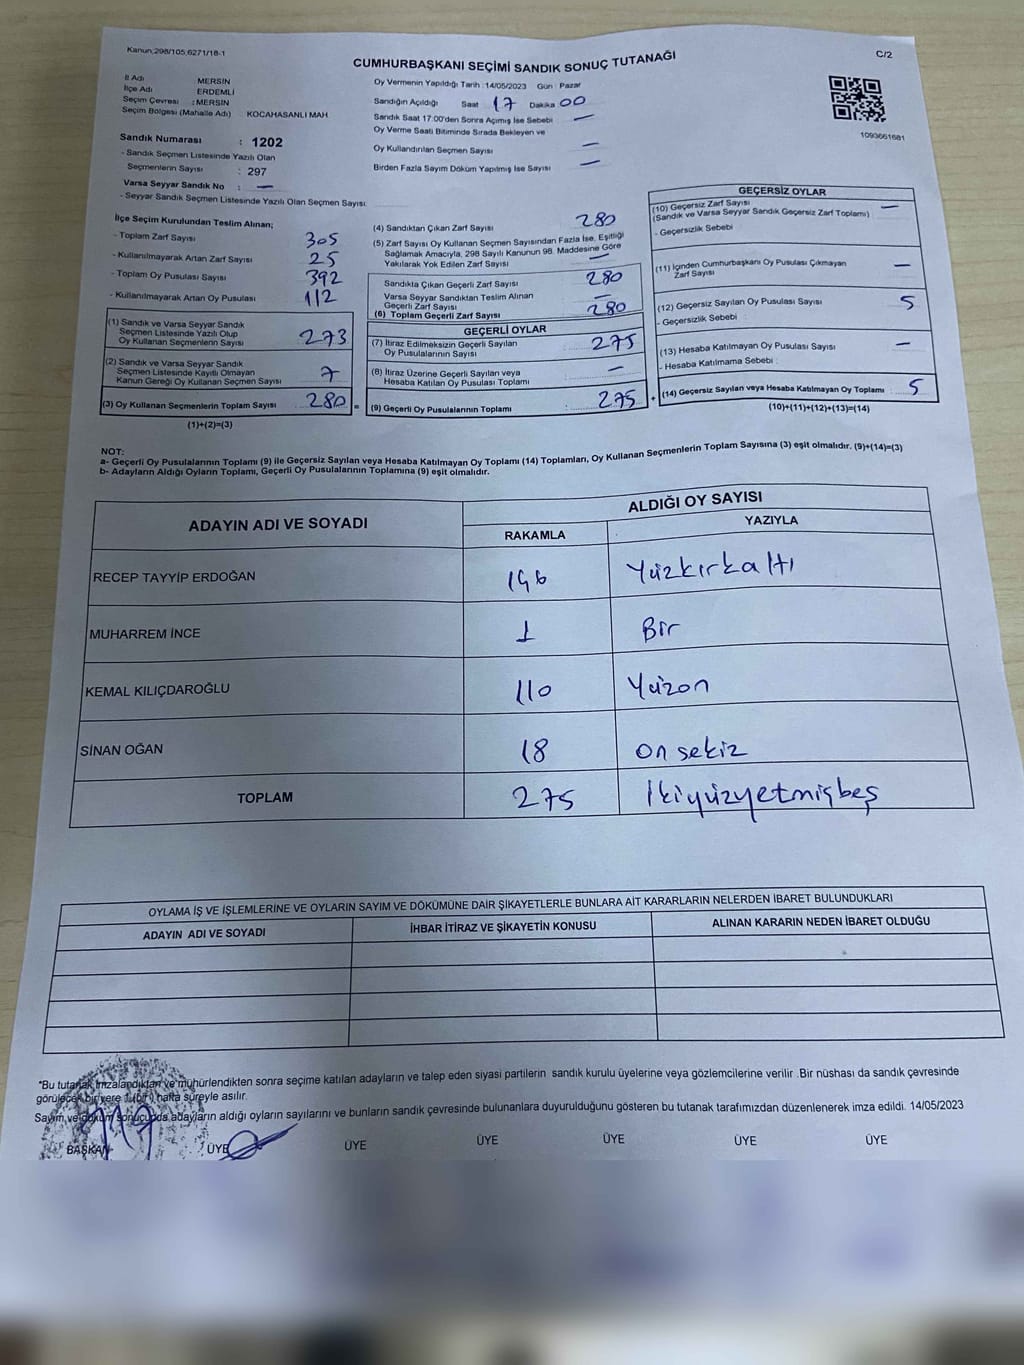 Kanun:298/105,6271/18-1
C/2
CUMHURBAŞKANI SEÇİMİ SANDIK SONUÇ TUTANAĞI
İl Adı MERSİN
İlçe Adı ERDEMLİ
Seçim Çevresi : MERSİN
Seçim Bölgesi (Mahalle Adı) KOCAHASANLI MAH
Sandık Numarası : 1202
- Sandık Seçmen Listesinde Yazılı Olan
Seçmenlerin Sayısı : 297
Varsa Seyyar Sandık No : —
- Seyyar Sandık Seçmen Listesinde Yazılı Olan Seçmen Sayısı:
Oy Vermenin Yapıldığı Tarih : 14/05/2023 Gün : Pazar
Sandığın Açıldığı Saat 17 Dakika 00
Sandık Saat 17:00'den Sonra Açımış İse Sebebi —
Oy Verme Saati Bitiminde Sırada Bekleyen ve
Oy Kullandırılan Seçmen Sayısı —
Birden Fazla Sayım Döküm Yapılmış İse Sayısı —
1093661681
İlçe Seçim Kurulundan Teslim Alınan;
- Toplam Zarf Sayısı 305
- Kullanılmayarak Artan Zarf Sayısı 25
- Toplam Oy Pusulası Sayısı 392
- Kullanılmayarak Artan Oy Pusulası 112
(1) Sandık ve Varsa Seyyar Sandık
Seçmen Listesinde Yazılı Olup
Oy Kullanan Seçmenlerin Sayısı 273
(2) Sandık ve Varsa Seyyar Sandık
Seçmen Listesinde Kayıtlı Olmayan
Kanun Gereği Oy Kullanan Seçmen Sayısı 7
(3) Oy Kullanan Seçmenlerin Toplam Sayısı 280 =
(1)+(2)=(3)
(4) Sandıktan Çıkan Zarf Sayısı 280
(5) Zarf Sayısı Oy Kullanan Seçmen Sayısından Fazla İse, Eşitliği
Sağlamak Amacıyla, 298 Sayılı Kanunun 98. Maddesine Göre
Yakılarak Yok Edilen Zarf Sayısı —
Sandıkta Çıkan Geçerli Zarf Sayısı 280
Varsa Seyyar Sandıktan Teslim Alınan
Geçerli Zarf Sayısı —
(6) Toplam Geçerli Zarf Sayısı 280
GEÇERLİ OYLAR
(7) İtiraz Edilmeksizin Geçerli Sayılan
Oy Pusulalarının Sayısı 275
(8) İtiraz Üzerine Geçerli Sayılan veya
Hesaba Katılan Oy Pusulası Toplamı —
(9) Geçerli Oy Pusulalarının Toplamı : 275 +
GEÇERSİZ OYLAR
(10) Geçersiz Zarf Sayısı —
(Sandık ve Varsa Seyyar Sandık Geçersiz Zarf Toplamı)
- Geçersizlik Sebebi
(11) İçinden Cumhurbaşkanı Oy Pusulası Çıkmayan
Zarf Sayısı —
(12) Geçersiz Sayılan Oy Pusulası Sayısı 5
- Geçersizlik Sebebi :
(13) Hesaba Katılmayan Oy Pusulası Sayısı —
- Hesaba Katılmama Sebebi :
(14) Geçersiz Sayılan veya Hesaba Katılmayan Oy Toplamı : 5
(10)+(11)+(12)+(13)=(14)
NOT:
a- Geçerli Oy Pusulalarının Toplamı (9) ile Geçersiz Sayılan veya Hesaba Katılmayan Oy Toplamı (14) Toplamları, Oy Kullanan Seçmenlerin Toplam Sayısına (3) eşit olmalıdır. (9)+(14)=(3)
b- Adayların Aldığı Oyların Toplamı, Geçerli Oy Pusulalarının Toplamına (9) eşit olmalıdır.
ADAYIN ADI VE SOYADI ALDIĞI OY SAYISI
RAKAMLA YAZIYLA
RECEP TAYYİP ERDOĞAN 146 Yüzkırkaltı
MUHARREM İNCE 1 Bir
KEMAL KILIÇDAROĞLU 110 Yüzon
SİNAN OĞAN 18 On sekiz
TOPLAM 275 İkiyüzyetmişbeş
OYLAMA İŞ VE İŞLEMLERİNE VE OYLARIN SAYIM VE DÖKÜMÜNE DAİR ŞİKAYETLERLE BUNLARA AİT KARARLARIN NELERDEN İBARET BULUNDUKLARI
ADAYIN ADI VE SOYADI İHBAR İTİRAZ VE ŞİKAYETİN KONUSU ALINAN KARARIN NEDEN İBARET OLDUĞU
*Bu tutanak imzalandıktan ve mühürlendikten sonra seçime katılan adayların ve talep eden siyasi partilerin sandık kurulu üyelerine veya gözlemcilerine verilir .Bir nüshası da sandık çevresinde
görülecek bir yere 1 (bir) hafta süreyle asılır.
Sayım ve döküm sonucunda adayların aldığı oyların sayılarını ve bunların sandık çevresinde bulunanlara duyurulduğunu gösteren bu tutanak tarafımızdan düzenlenerek imza edildi. 14/05/2023
BAŞKAN ÜYE ÜYE ÜYE ÜYE ÜYE ÜYE